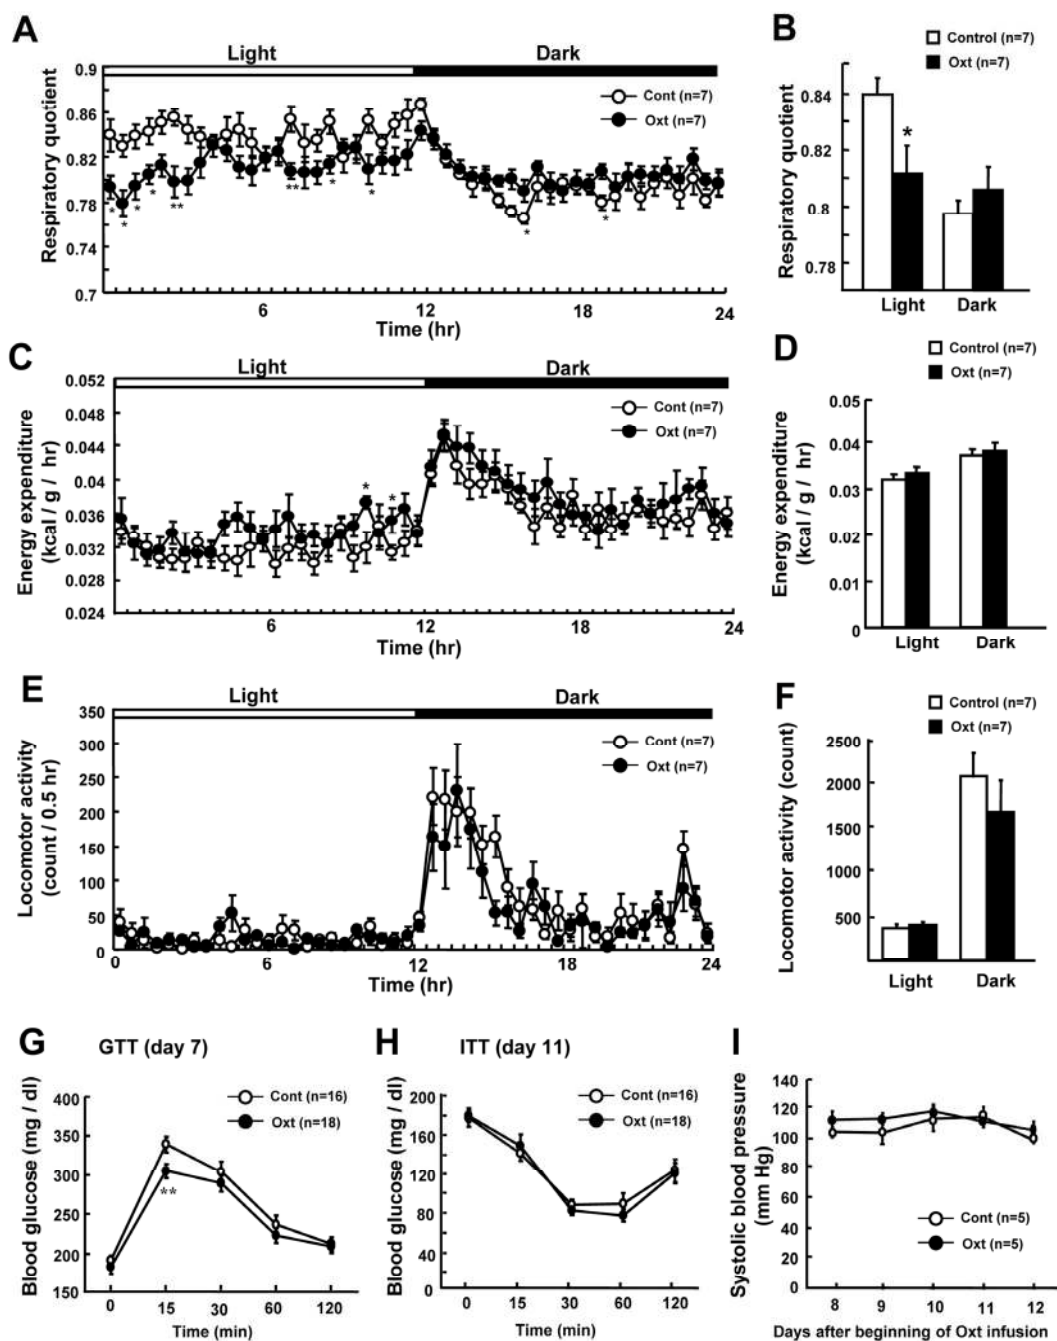 A
Light
Dark
Respiratory quotient
0.9
0.86
0.82
0.78
0.74
0.7
Cont (n=7)
Oxt (n=7)
*
*
*
*
**
**
*
*
*
*
6
12
18
24
Time (hr)
B
Control (n=7)
Oxt (n=7)
Respiratory quotient
0.84
0.82
0.8
0.78
*
Light
Dark
C
Light
Dark
Energy expenditure
(kcal / g / hr)
0.052
0.048
0.044
0.04
0.036
0.032
0.028
0.024
Cont (n=7)
Oxt (n=7)
*
*
6
12
18
24
Time (hr)
D
Control (n=7)
Oxt (n=7)
Energy expenditure
(kcal / g / hr)
0.05
0.04
0.03
0.02
0.01
0
Light
Dark
E
Light
Dark
Locomotor activity
(count / 0.5 hr)
350
300
250
200
150
100
50
0
Cont (n=7)
Oxt (n=7)
0
6
12
18
24
Time (hr)
F
Control (n=7)
Oxt (n=7)
Locomotor activity (count)
2500
2000
1500
1000
500
Light
Dark
G
GTT (day 7)
Blood glucose (mg / dl)
400
350
300
250
200
150
Cont (n=16)
Oxt (n=18)
**
0
15
30
60
120
Time (min)
H
ITT (day 11)
Blood glucose (mg / dl)
200
160
120
80
40
0
Cont (n=16)
Oxt (n=18)
0
15
30
60
120
Time (min)
I
Systolic blood pressure
(mm Hg)
140
120
100
80
60
40
20
0
Cont (n=5)
Oxt (n=5)
8
9
10
11
12
Days after beginning of Oxt infusion